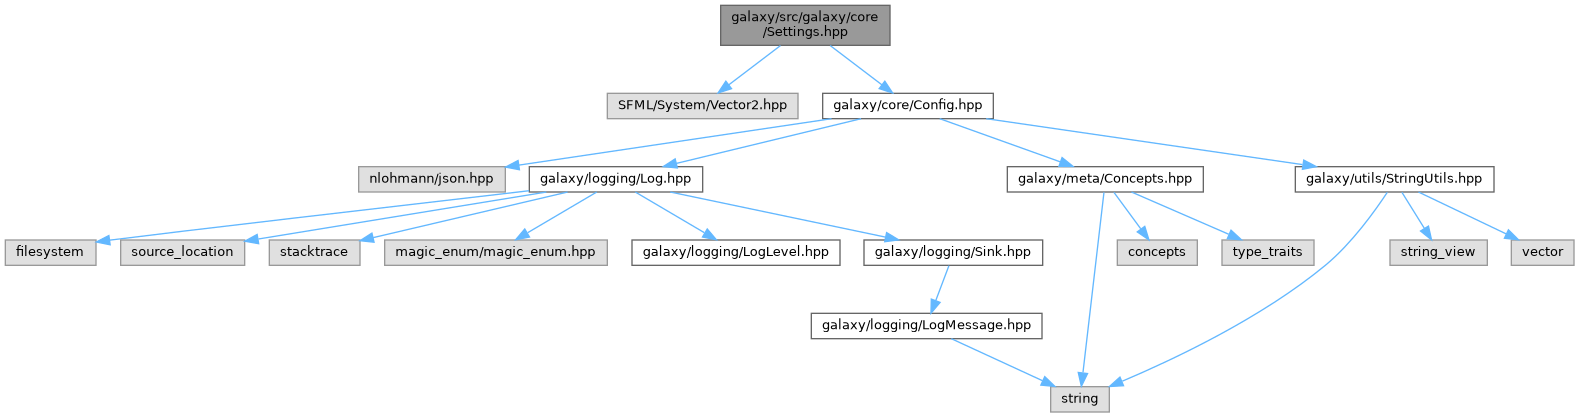 galaxy/src/galaxy/core
/Settings.hpp
SFML/System/Vector2.hpp
galaxy/core/Config.hpp
nlohmann/json.hpp
galaxy/logging/Log.hpp
galaxy/meta/Concepts.hpp
galaxy/utils/StringUtils.hpp
filesystem
source_location
stacktrace
magic_enum/magic_enum.hpp
galaxy/logging/LogLevel.hpp
galaxy/logging/Sink.hpp
concepts
type_traits
string_view
vector
galaxy/logging/LogMessage.hpp
string